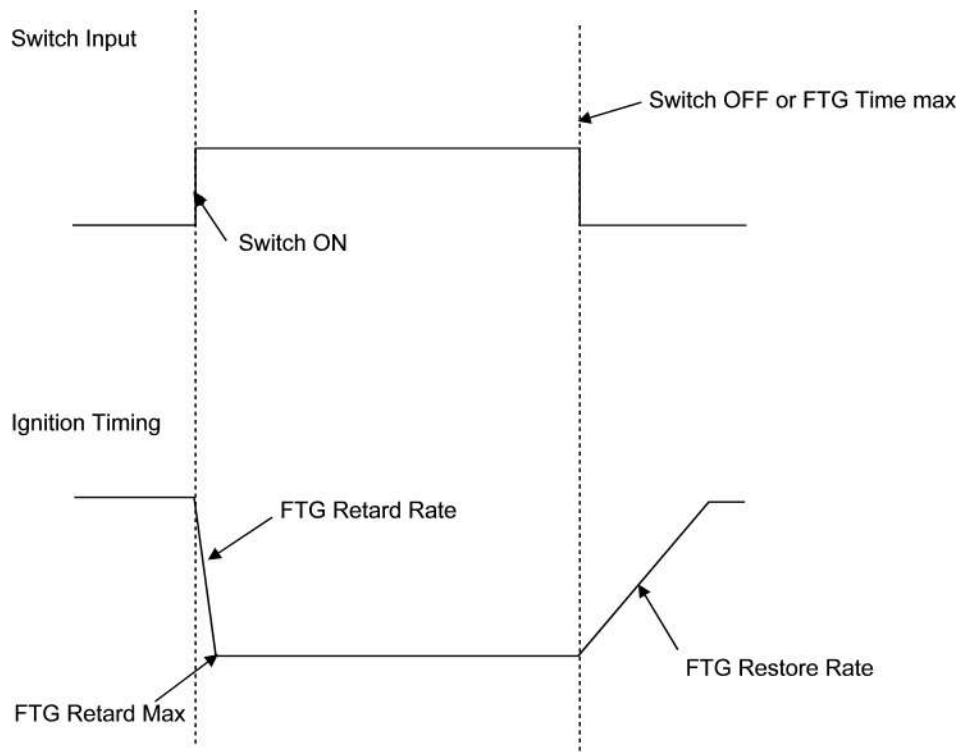 Switch Input
Switch OFF or FTG Time max
Switch ON
Ignition Timing
FTG Retard Rate
FTG Restore Rate
FTG Retard Max